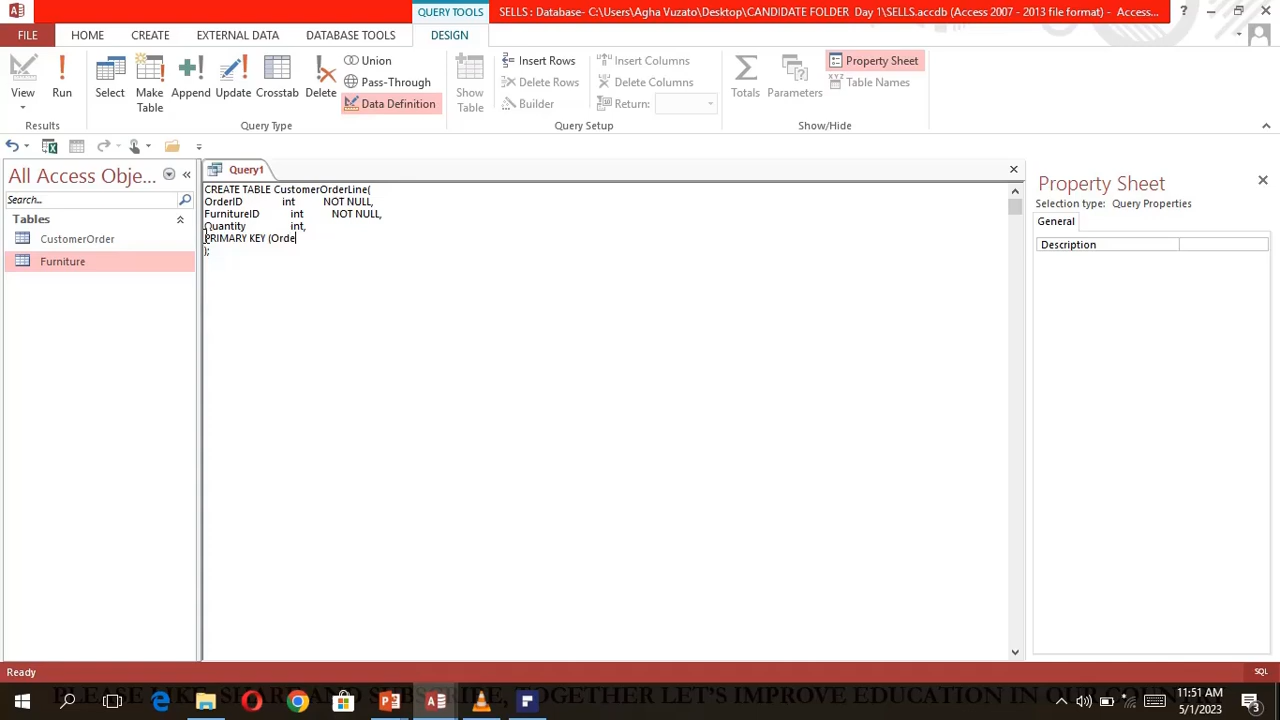 QUERY TOOLS
SELLS : Database- C:\Users\Agha Vuzato\Desktop\CANDIDATE FOLDER Day 1\SELLS.accdb (Access 2007 - 2013 file format) - Access...
FILE HOME CREATE EXTERNAL DATA DATABASE TOOLS DESIGN
View
Run
Select
Make Table
Append
Update
Crosstab
Delete
Union
Pass-Through
Data Definition
Show Table
Insert Rows
Delete Rows
Builder
Insert Columns
Delete Columns
Return:
Totals
Parameters
Property Sheet
Table Names
Results
Query Type
Query Setup
Show/Hide
All Access Obje...
Search...
Tables
CustomerOrder
Furniture
Query1
CREATE TABLE CustomerOrderLine(
OrderID int NOT NULL,
FurnitureID int NOT NULL,
Quantity int,
PRIMARY KEY (Orde
);
Property Sheet
Selection type: Query Properties
General
Description
Ready
SQL
11:51 AM
5/1/2023
3